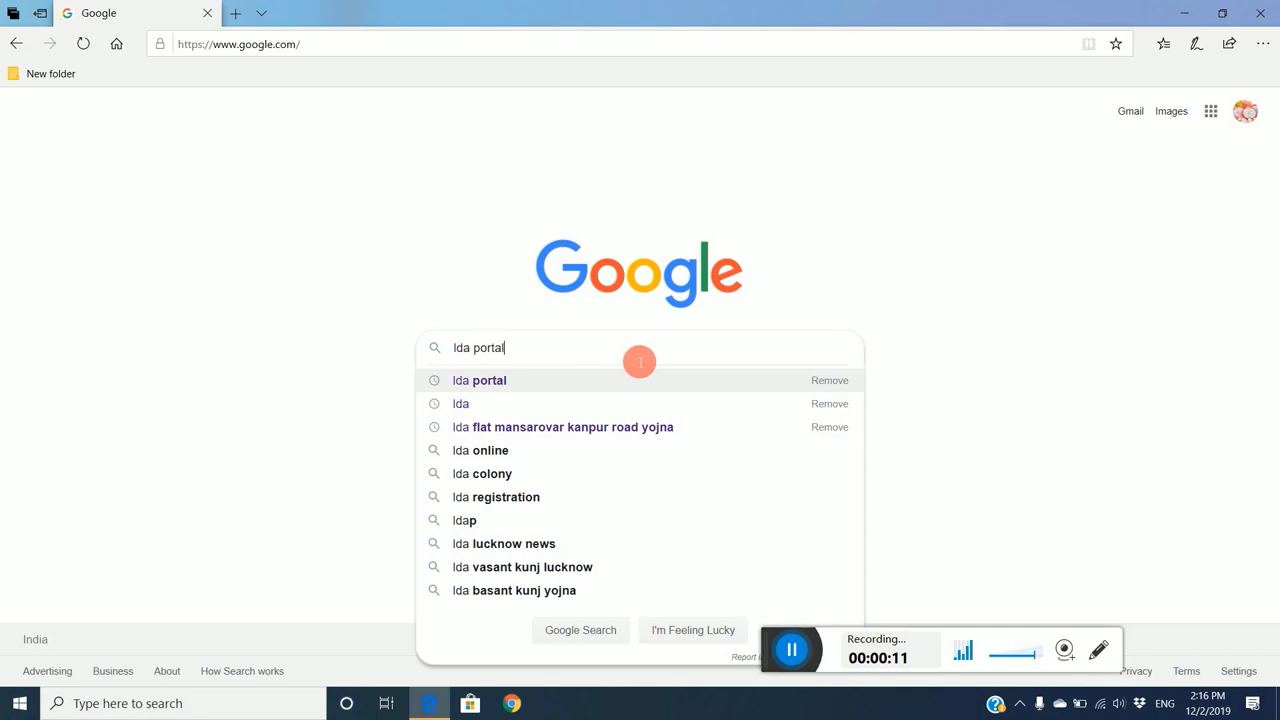 Google
https://www.google.com/
New folder
Gmail Images
Google
lda portal
lda portal Remove
lda Remove
lda flat mansarovar kanpur road yojna Remove
lda online
lda colony
lda registration
ldap
lda lucknow news
lda vasant kunj lucknow
lda basant kunj yojna
Google Search I'm Feeling Lucky
Report
India
Recording...
00:00:11
Advertising Business About How Search works Privacy Terms Settings
Type here to search
ENG
2:16 PM
12/2/2019